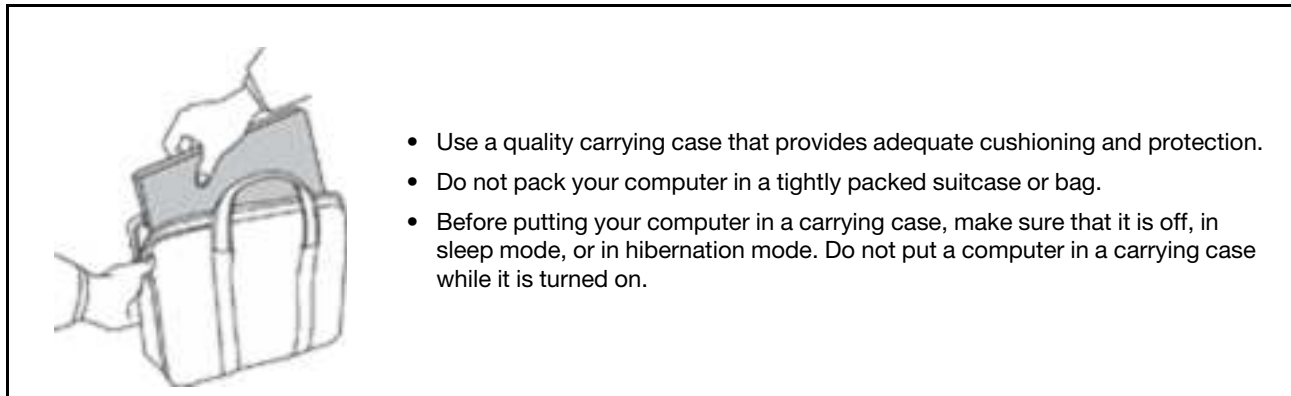 • Use a quality carrying case that provides adequate cushioning and protection.
• Do not pack your computer in a tightly packed suitcase or bag.
• Before putting your computer in a carrying case, make sure that it is off, in
sleep mode, or in hibernation mode. Do not put a computer in a carrying case
while it is turned on.